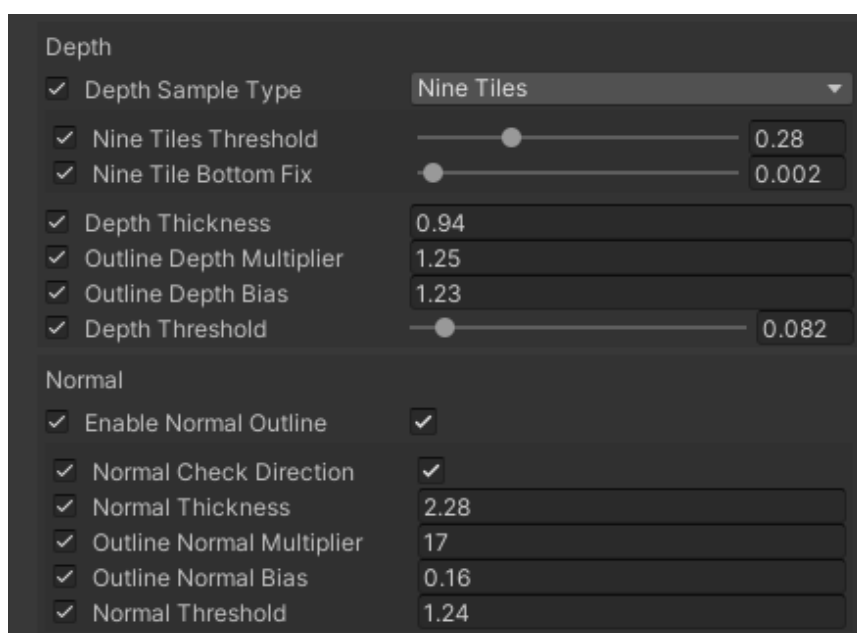 Depth
Depth Sample Type Nine Tiles
Nine Tiles Threshold 0.28
Nine Tile Bottom Fix 0.002
Depth Thickness 0.94
Outline Depth Multiplier 1.25
Outline Depth Bias 1.23
Depth Threshold 0.082
Normal
Enable Normal Outline
Normal Check Direction
Normal Thickness 2.28
Outline Normal Multiplier 17
Outline Normal Bias 0.16
Normal Threshold 1.24